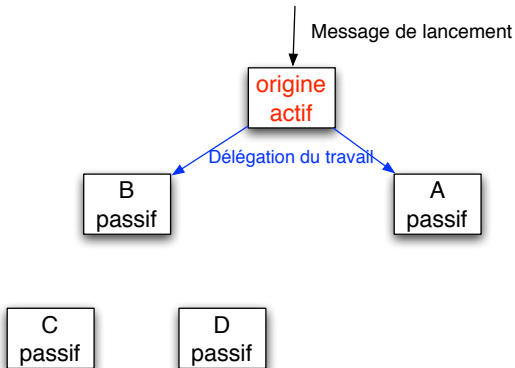 Message de lancement
origine
actif
Délégation du travail
B
passif
A
passif
C
passif
D
passif